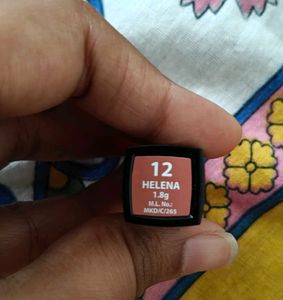 12
HELENA
1.8g
M.L. No.:
MKD/C/265